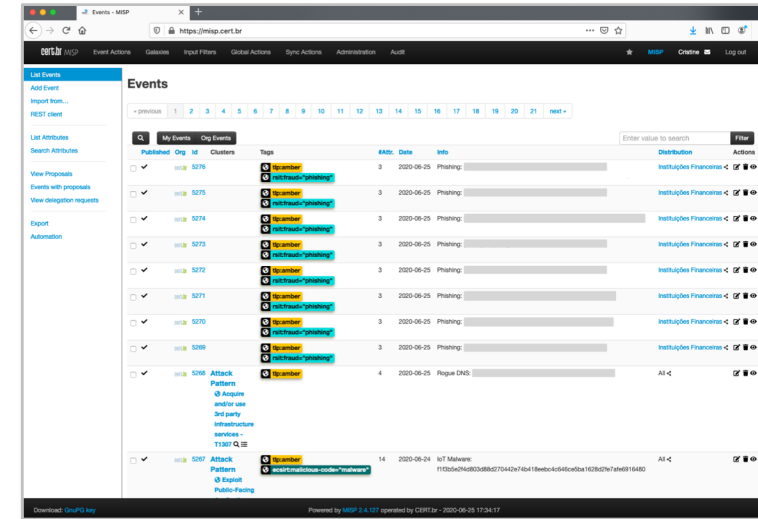 Events - MISP
https://misp.cert.br
cert.br MISP Event Actions Galaxies Input Filters Global Actions Sync Actions Administration Audit MISP Cristine Log out
List Events
Add Event
Import from...
REST client
List Attributes
Search Attributes
View Proposals
Events with proposals
View delegation requests
Export
Automation
Events
« previous 1 2 3 4 5 6 7 8 9 10 11 12 13 14 15 16 17 18 19 20 21 next »
My Events Org Events Enter value to search Filter
Published Org Id Clusters Tags #Attr. Date Info Distribution Actions
5276 tlp:amber 3 2020-06-25 Phishing: Instituições Financeiras
rsit:fraud="phishing"
5275 tlp:amber 3 2020-06-25 Phishing: Instituições Financeiras
rsit:fraud="phishing"
5274 tlp:amber 3 2020-06-25 Phishing: Instituições Financeiras
rsit:fraud="phishing"
5273 tlp:amber 3 2020-06-25 Phishing: Instituições Financeiras
rsit:fraud="phishing"
5272 tlp:amber 3 2020-06-25 Phishing: Instituições Financeiras
rsit:fraud="phishing"
5271 tlp:amber 3 2020-06-25 Phishing: Instituições Financeiras
rsit:fraud="phishing"
5270 tlp:amber 3 2020-06-25 Phishing: Instituições Financeiras
rsit:fraud="phishing"
5269 tlp:amber 3 2020-06-25 Phishing: Instituições Financeiras
rsit:fraud="phishing"
5268 Attack tlp:amber 4 2020-06-25 Rogue DNS: All
Pattern
Acquire
and/or use
3rd party
infrastructure
services -
T1307
5267 Attack tlp:amber 14 2020-06-24 IoT Malware: All
Pattern acsirt:malicious-code="malware"
Exploit
Public-Facing
Download: GnuPG key Powered by MISP 2.4.127 operated by CERT.br - 2020-06-25 17:34:17